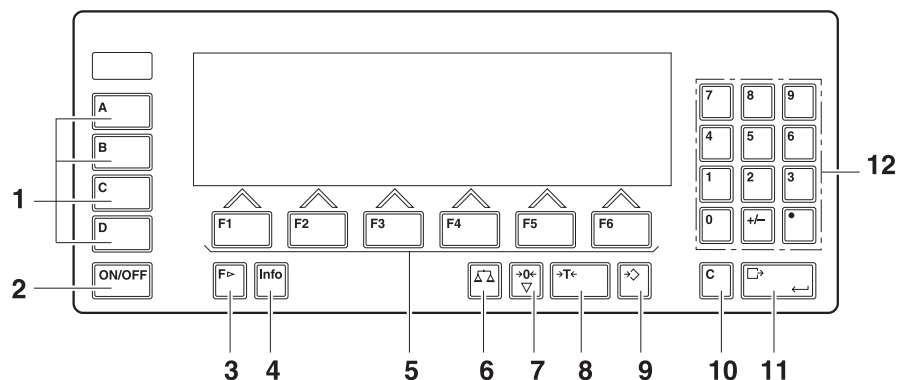 A
B
C
D
ON/OFF
F1 F2 F3 F4 F5 F6
F▹ Info
→0←
→T←
7 8 9
4 5 6
1 2 3
0 +/– •
C
1
2
3 4 5 6 7 8 9 10 11
12